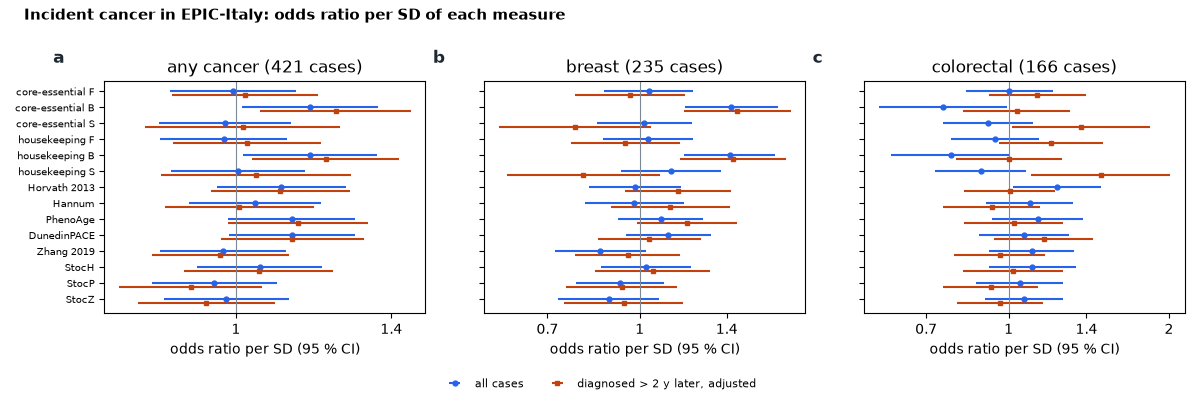 Incident cancer in EPIC-Italy: odds ratio per SD of each measure
a
any cancer (421 cases)
core-essential F
core-essential B
core-essential S
housekeeping F
housekeeping B
housekeeping S
Horvath 2013
Hannum
PhenoAge
DunedinPACE
Zhang 2019
StocH
StocP
StocZ
1
1.4
odds ratio per SD (95 % CI)
b
breast (235 cases)
0.7
1
1.4
odds ratio per SD (95 % CI)
c
colorectal (166 cases)
0.7
1
1.4
2
odds ratio per SD (95 % CI)
all cases
diagnosed > 2 y later, adjusted